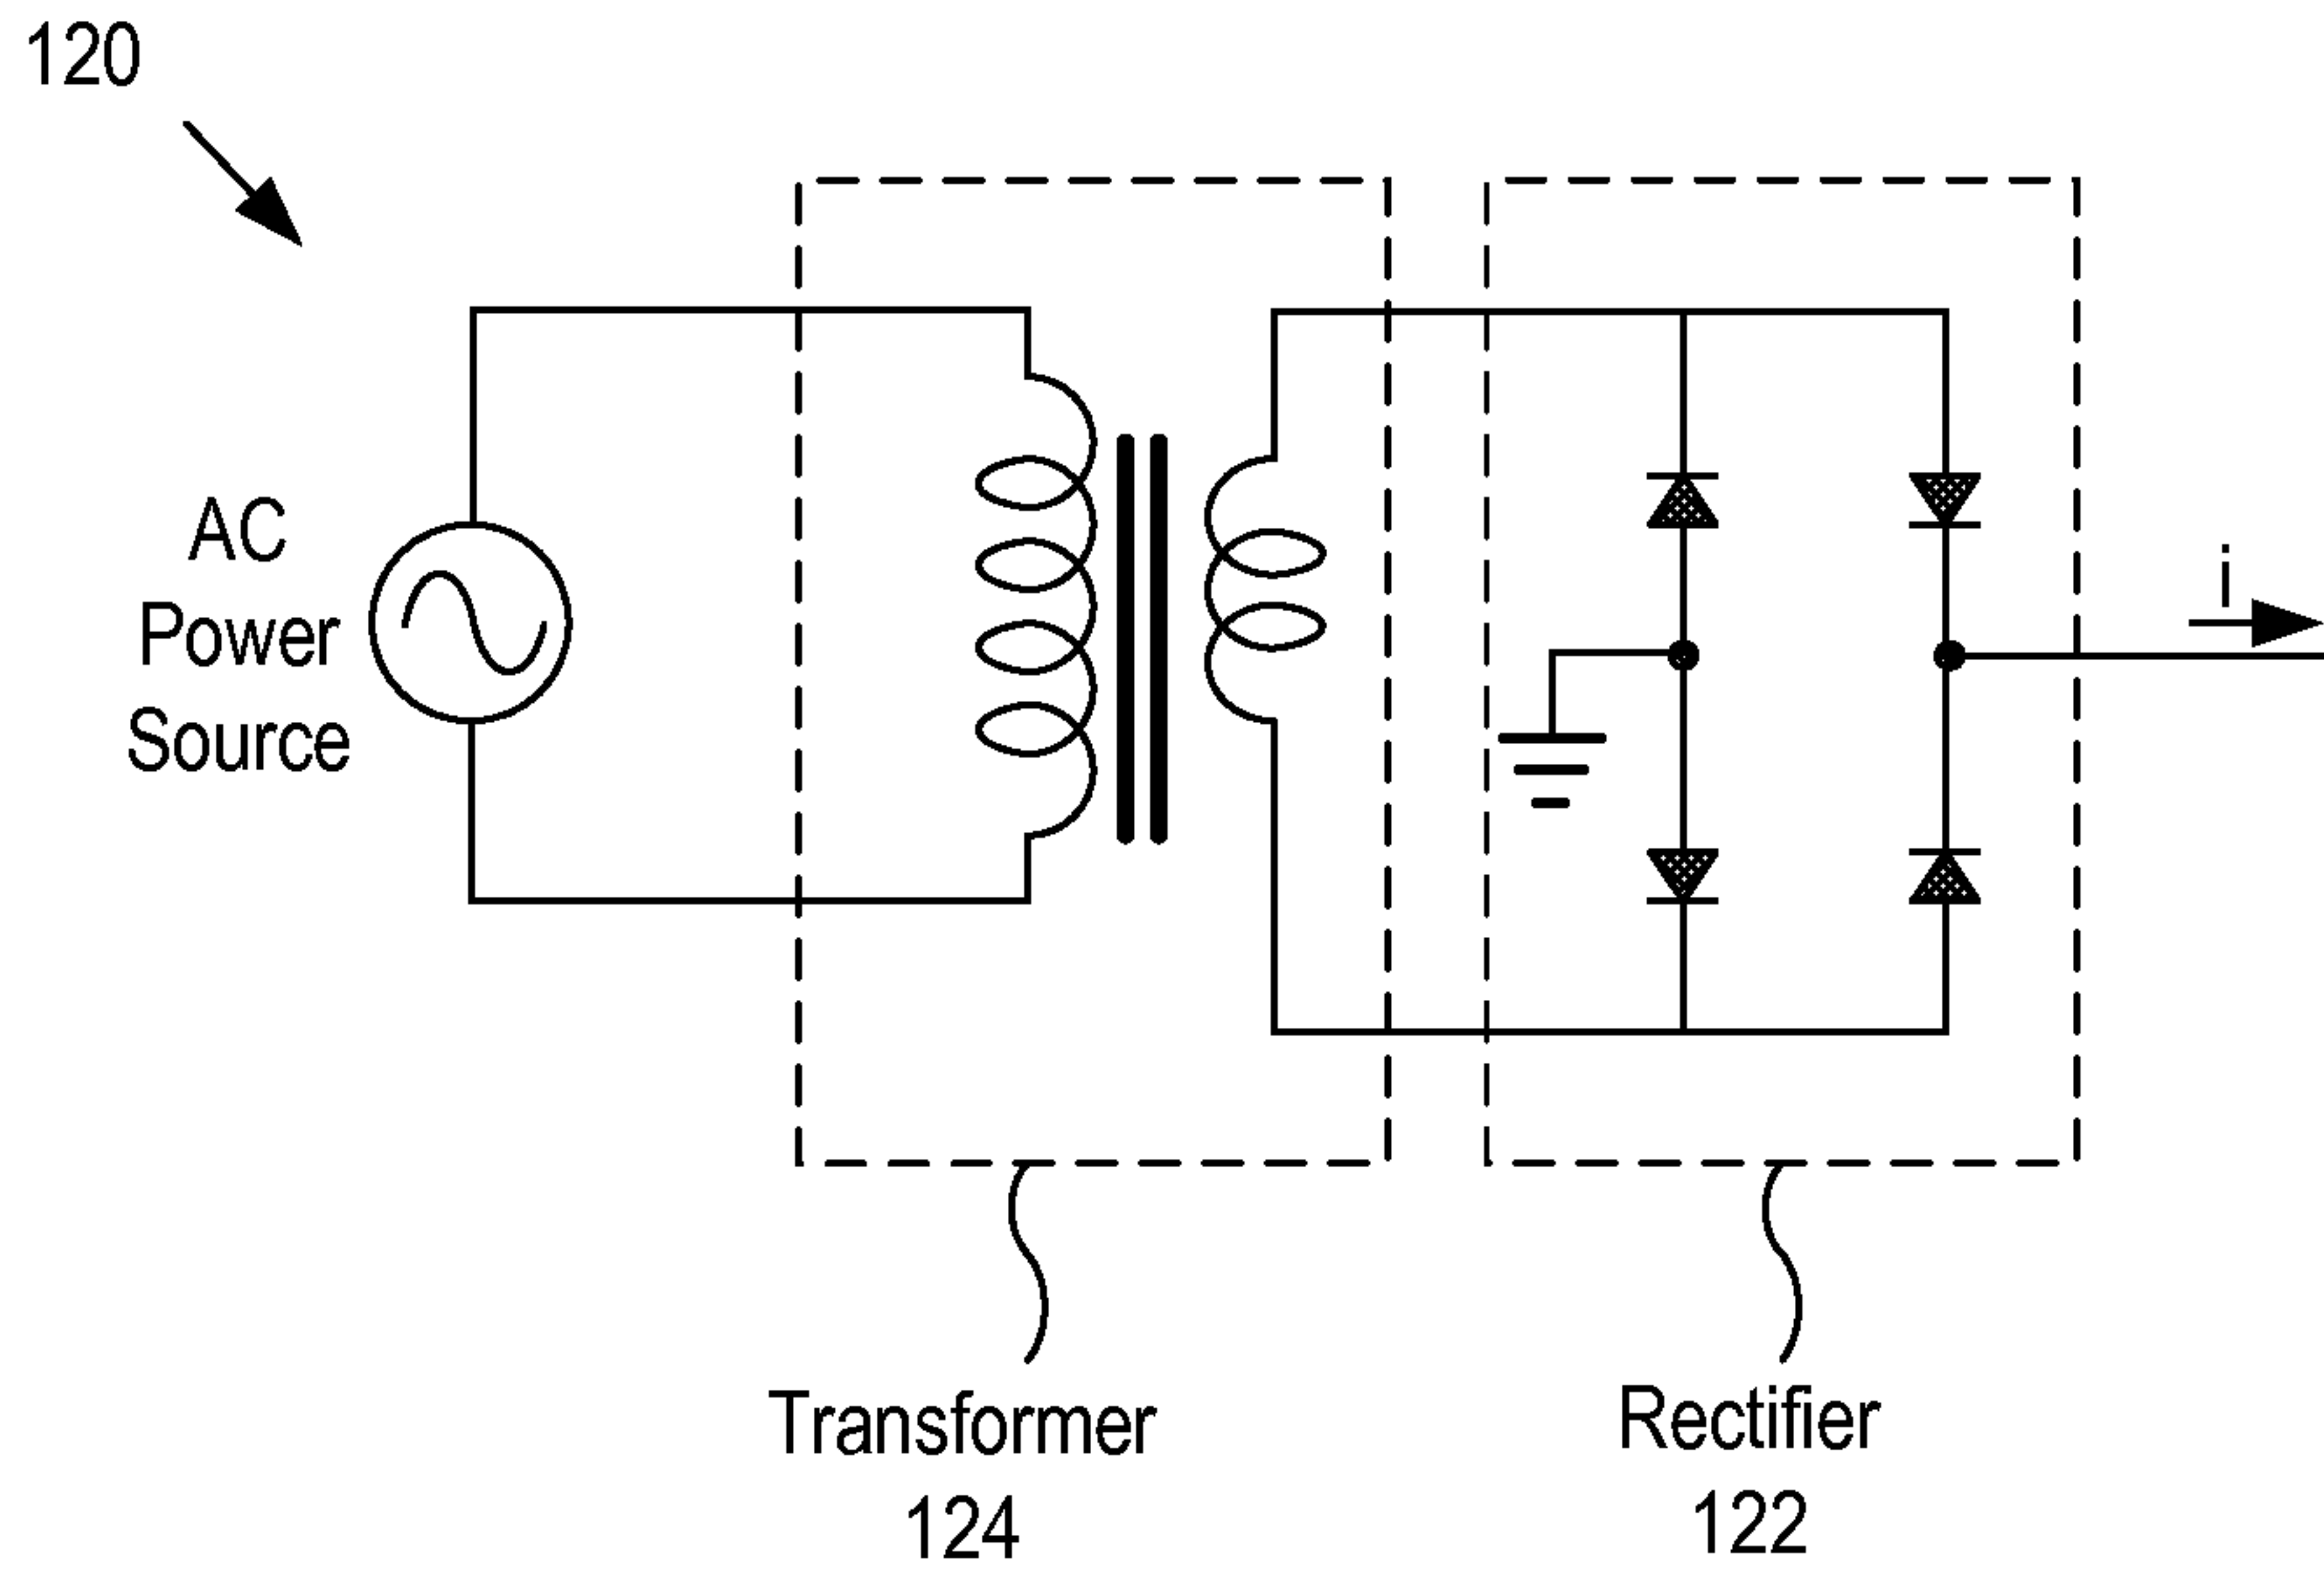 120
AC
Power
Source
i
Transformer
124
Rectifier
122